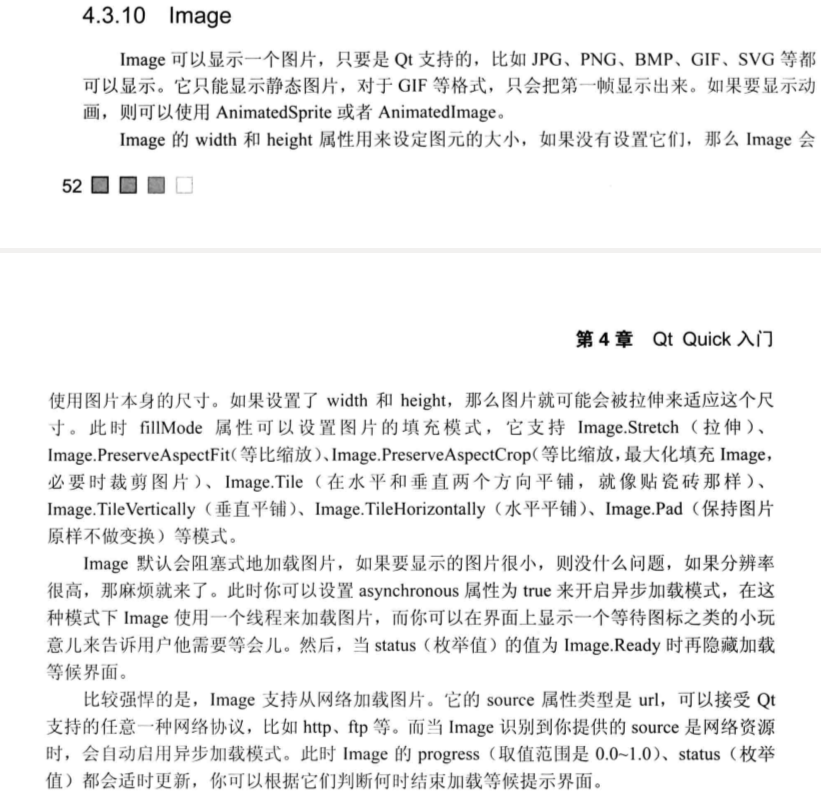 4.3.10 Image
Image 可以显示一个图片，只要是 Qt 支持的，比如 JPG、PNG、BMP、GIF、SVG 等都
可以显示。它只能显示静态图片，对于 GIF 等格式，只会把第一帧显示出来。如果要显示动
画，则可以使用 AnimatedSprite 或者 AnimatedImage。
Image 的 width 和 height 属性用来设定图元的大小，如果没有设置它们，那么 Image 会
52
第 4 章 Qt Quick 入门
使用图片本身的尺寸。如果设置了 width 和 height，那么图片就可能会被拉伸来适应这个尺
寸。此时 fillMode 属性可以设置图片的填充模式，它支持 Image.Stretch（拉伸）、
Image.PreserveAspectFit（等比缩放）、Image.PreserveAspectCrop（等比缩放，最大化填充 Image，
必要时裁剪图片）、Image.Tile（在水平和垂直两个方向平铺，就像贴瓷砖那样）、
Image.TileVertically（垂直平铺）、Image.TileHorizontally（水平平铺）、Image.Pad（保持图片
原样不做变换）等模式。
Image 默认会阻塞式地加载图片，如果要显示的图片很小，则没什么问题，如果分辨率
很高，那麻烦就来了。此时你可以设置 asynchronous 属性为 true 来开启异步加载模式，在这
种模式下 Image 使用一个线程来加载图片，而你可以在界面上显示一个等待图标之类的小玩
意儿来告诉用户他需要等会儿。然后，当 status（枚举值）的值为 Image.Ready 时再隐藏加载
等候界面。
比较强悍的是，Image 支持从网络加载图片。它的 source 属性类型是 url，可以接受 Qt
支持的任意一种网络协议，比如 http、ftp 等。而当 Image 识别到你提供的 source 是网络资源
时，会自动启用异步加载模式。此时 Image 的 progress（取值范围是 0.0~1.0）、status（枚举
值）都会适时更新，你可以根据它们判断何时结束加载等候提示界面。